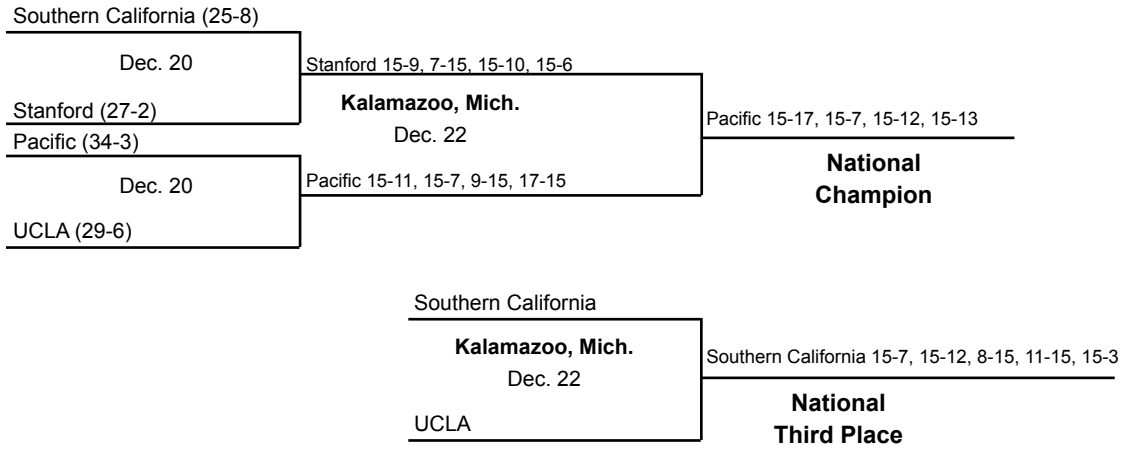 Southern California (25-8)
Dec. 20
Stanford 15-9, 7-15, 15-10, 15-6
Stanford (27-2)
Kalamazoo, Mich.
Dec. 22
Pacific 15-17, 15-7, 15-12, 15-13
Pacific (34-3)
National
Champion
Dec. 20
Pacific 15-11, 15-7, 9-15, 17-15
UCLA (29-6)
Southern California
Kalamazoo, Mich.
Dec. 22
Southern California 15-7, 15-12, 8-15, 11-15, 15-3
UCLA
National
Third Place